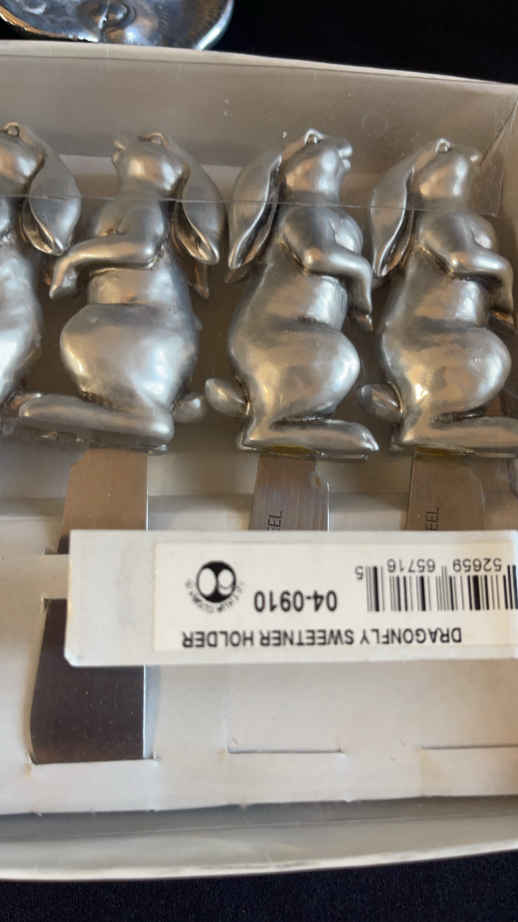 DRAGONFLY SWEETNER HOLDER
04-0910
52659 65716 5
EEL
EEL